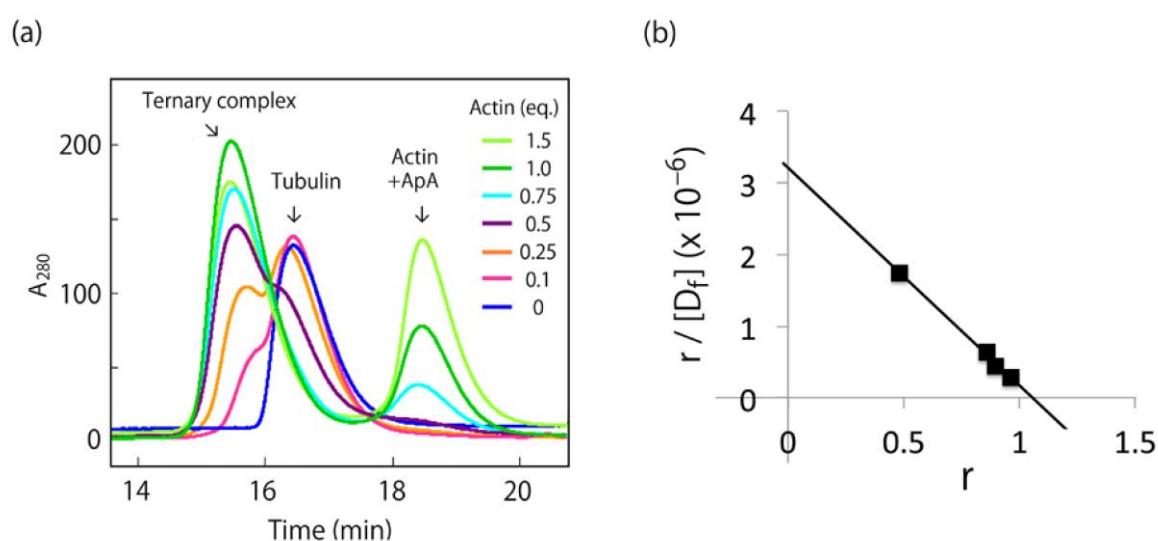 (a)
Ternary complex
Tubulin
Actin
+ApA
Actin (eq.)
1.5
1.0
0.75
0.5
0.25
0.1
0
A₂₈₀
200
100
0
14 16 18 20
Time (min)
(b)
r / [D_f] (x 10⁻⁶)
4
3
2
1
0
0 0.5 1 1.5
r